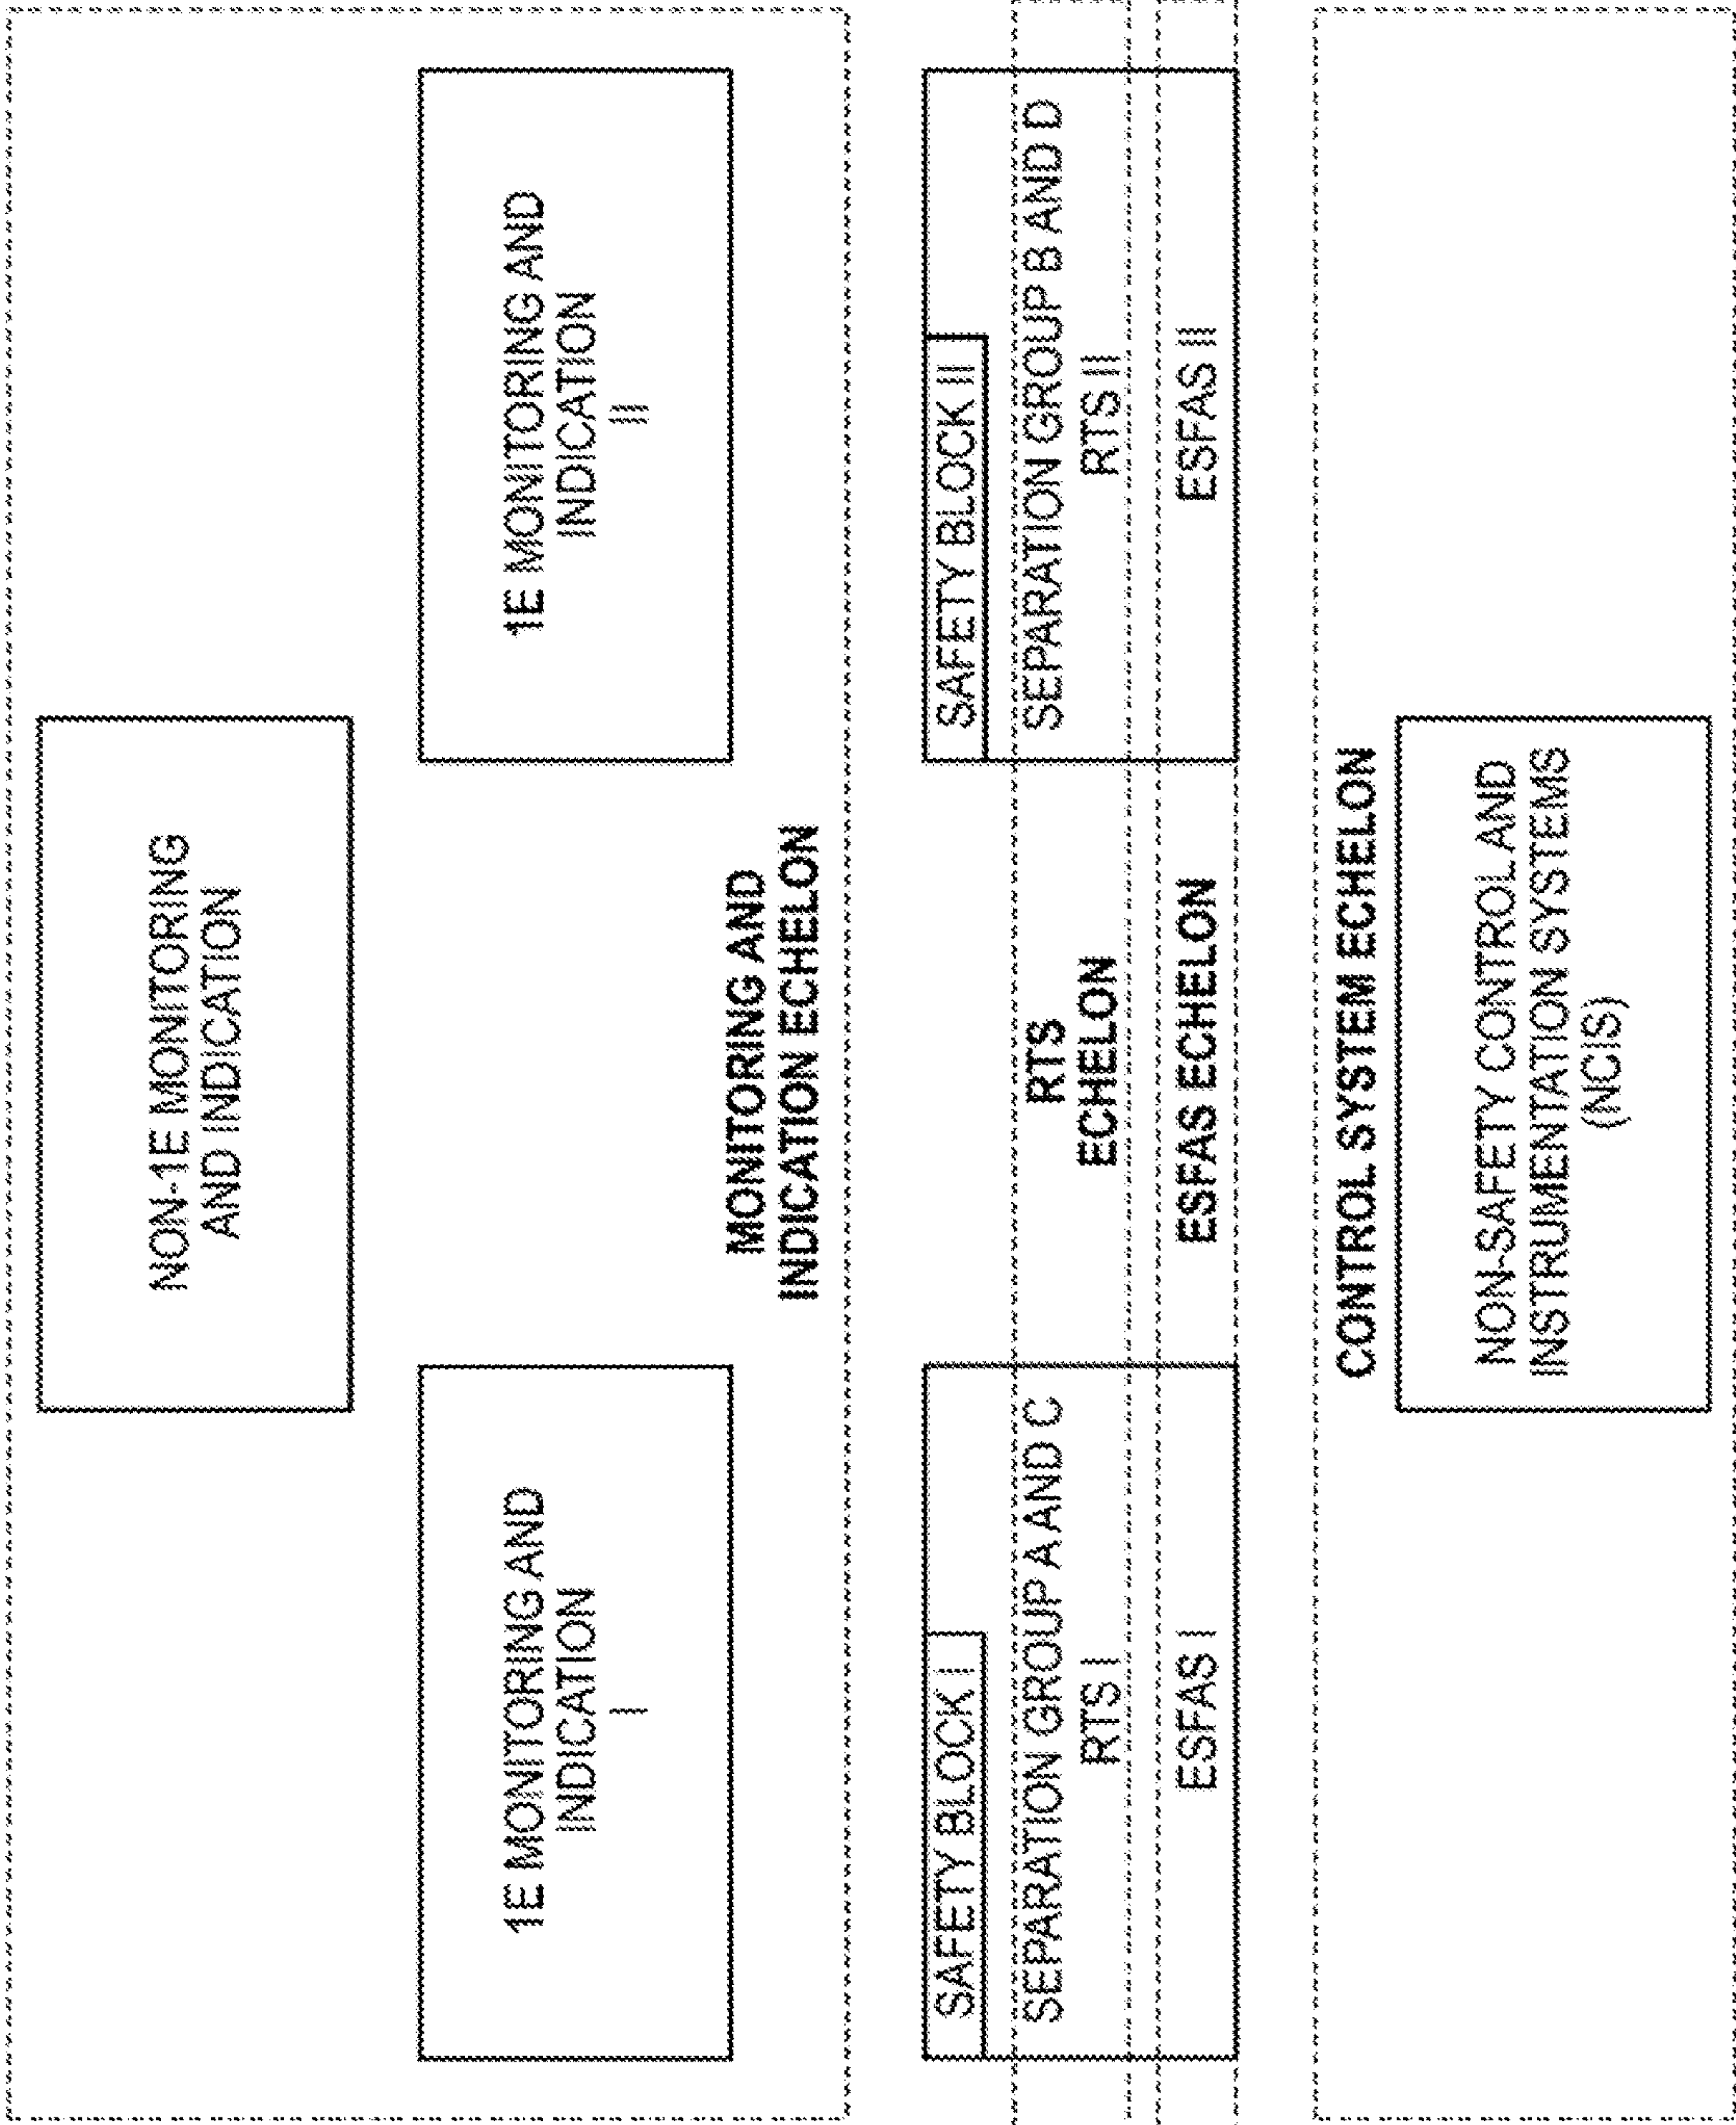 NON-1E MONITORING
AND INDICATION
1E MONITORING AND
INDICATION
I
1E MONITORING AND
INDICATION
II
MONITORING AND
INDICATION ECHELON
SAFETY BLOCK I
SEPARATION GROUP A AND C
RTS I
ESFAS I
RTS
ECHELON
ESFAS ECHELON
SAFETY BLOCK II
SEPARATION GROUP B AND D
RTS II
ESFAS II
CONTROL SYSTEM ECHELON
NON-SAFETY CONTROL AND
INSTRUMENTATION SYSTEMS
(NCIS)